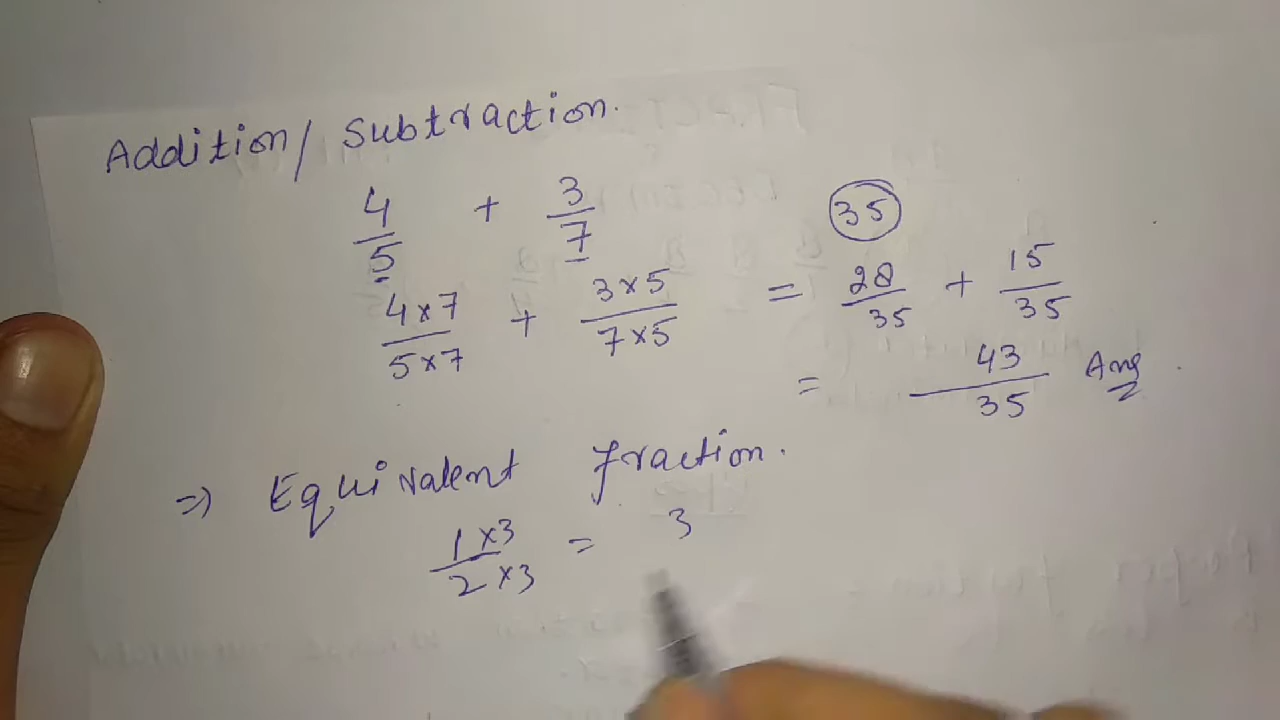 Addition/ Subtraction.
4/5 + 3/7
35
4×7/5×7 + 3×5/7×5 = 28/35 + 15/35
= 43/35 Ans
⇒ Equivalent fraction.
1×3/2×3 = 3